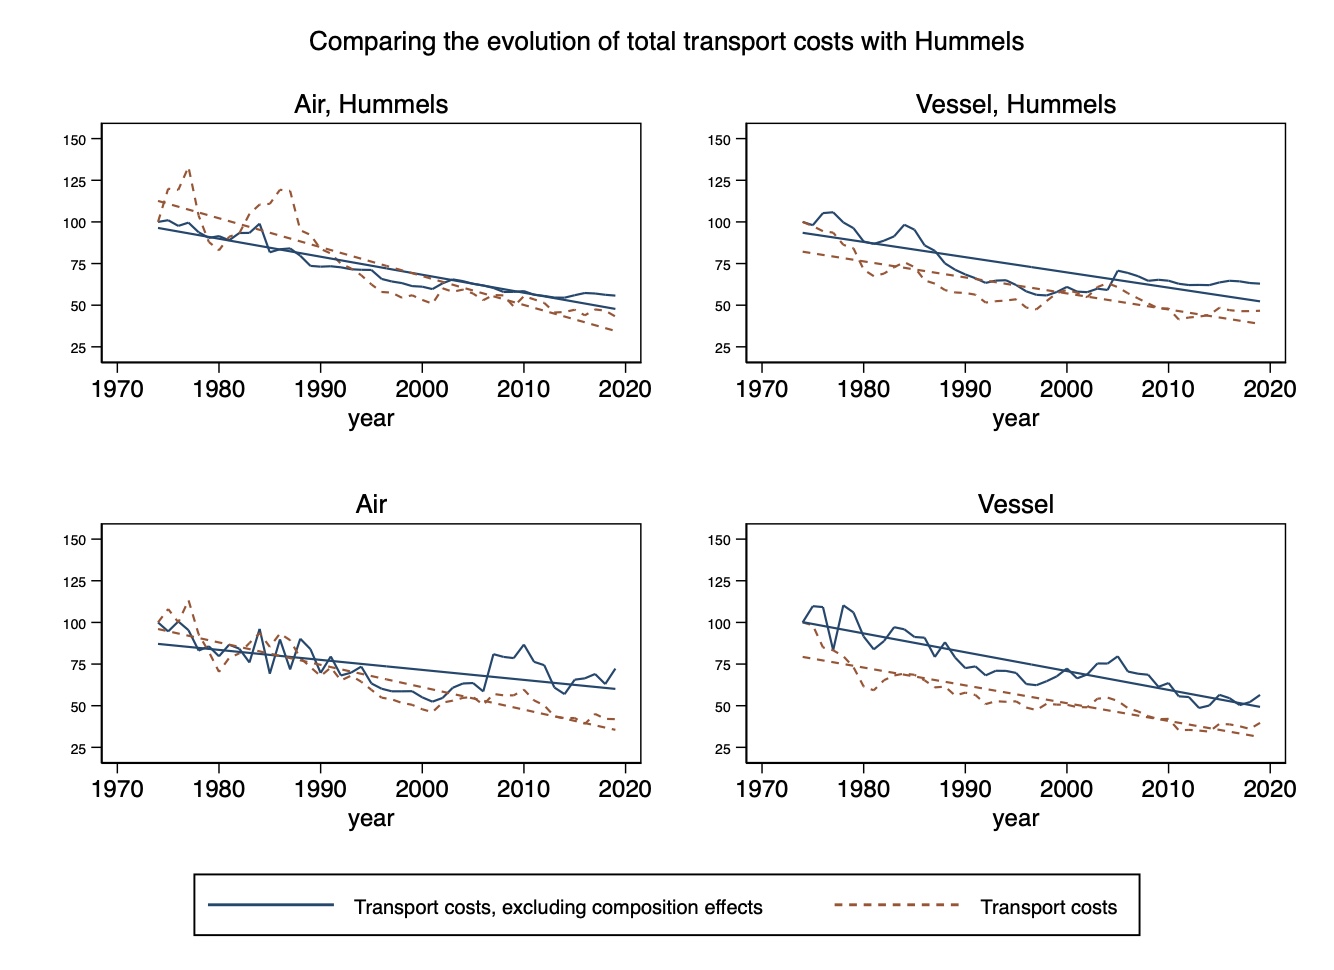 Comparing the evolution of total transport costs with Hummels
Air, Hummels
150
125
100
75
50
25
1970 1980 1990 2000 2010 2020
year
Vessel, Hummels
150
125
100
75
50
25
1970 1980 1990 2000 2010 2020
year
Air
150
125
100
75
50
25
1970 1980 1990 2000 2010 2020
year
Vessel
150
125
100
75
50
25
1970 1980 1990 2000 2010 2020
year
Transport costs, excluding composition effects Transport costs